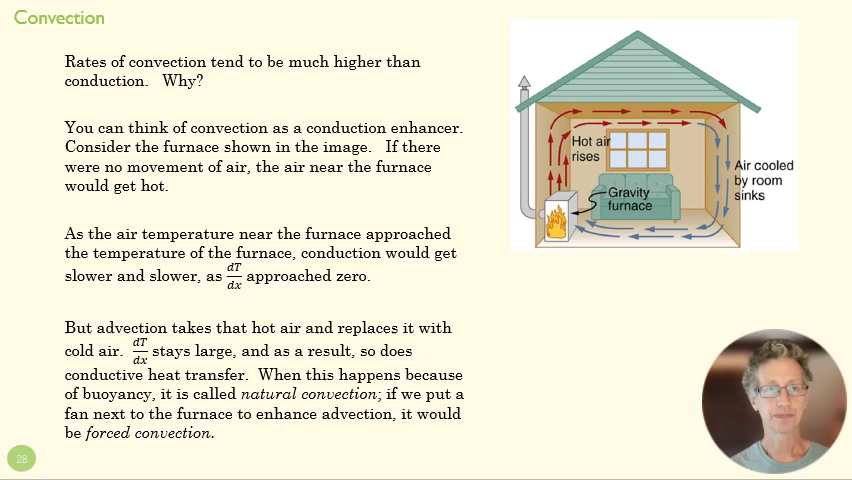 Convection
Rates of convection tend to be much higher than
conduction. Why?
You can think of convection as a conduction enhancer.
Consider the furnace shown in the image. If there
were no movement of air, the air near the furnace
would get hot.
As the air temperature near the furnace approached
the temperature of the furnace, conduction would get
slower and slower, as dT/dx approached zero.
But advection takes that hot air and replaces it with
cold air. dT/dx stays large, and as a result, so does
conductive heat transfer. When this happens because
of buoyancy, it is called natural convection; if we put a
fan next to the furnace to enhance advection, it would
be forced convection.
Hot air
rises
Gravity
furnace
Air cooled
by room
sinks
28